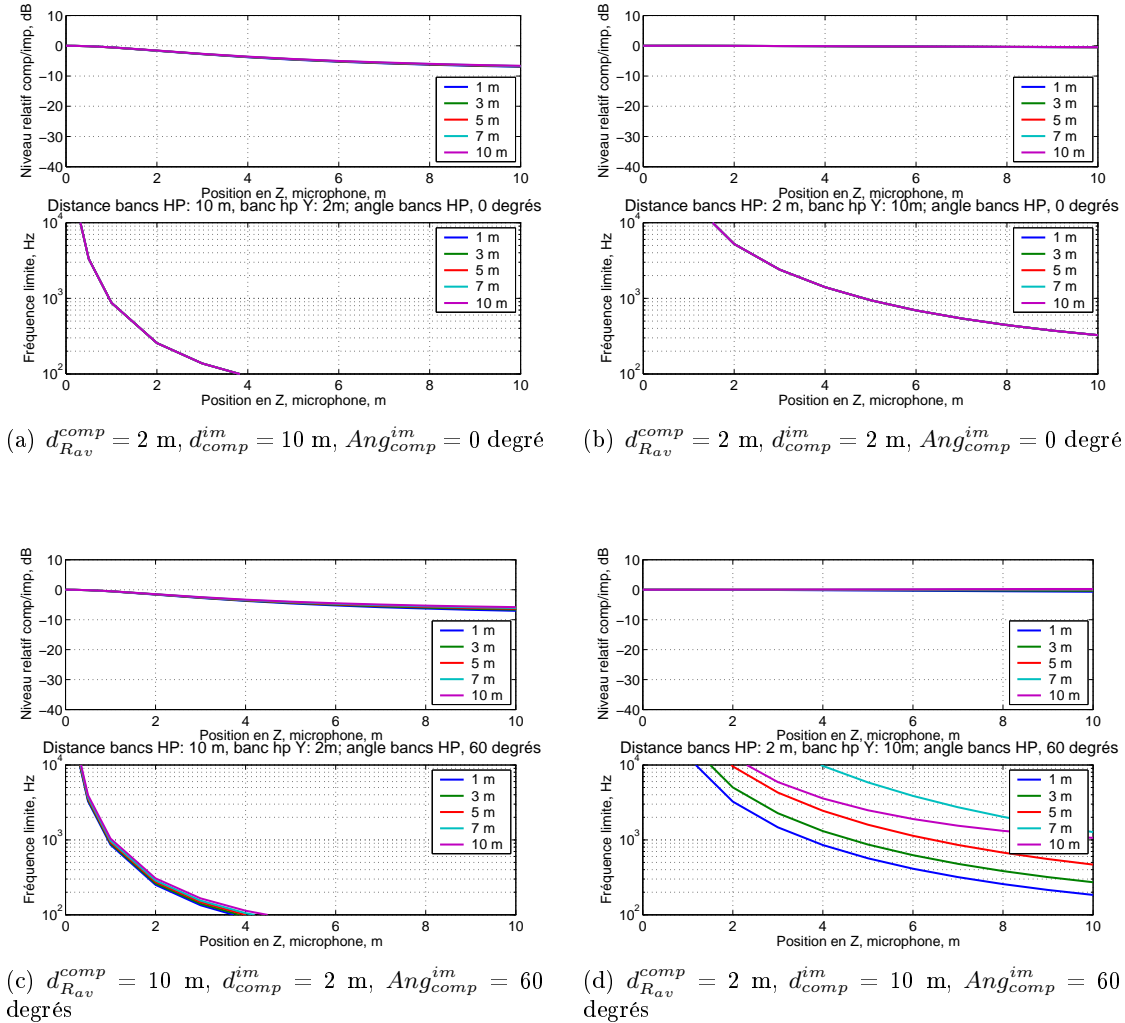 Niveau relatif comp/imp, dB
10
0
−10
−20
−30
−40
0 2 4 6 8 10
Position en Z, microphone, m
1 m
3 m
5 m
7 m
10 m
Distance bancs HP: 10 m, banc hp Y: 2m; angle bancs HP, 0 degrés
Fréquence limite, Hz
10^4
10^3
10^2
0 2 4 6 8 10
Position en Z, microphone, m
1 m
3 m
5 m
7 m
10 m
(a) d_{R_{av}}^{comp} = 2 m, d_{comp}^{im} = 10 m, Ang_{comp}^{im} = 0 degré
Niveau relatif comp/imp, dB
10
0
−10
−20
−30
−40
0 2 4 6 8 10
Position en Z, microphone, m
1 m
3 m
5 m
7 m
10 m
Distance bancs HP: 2 m, banc hp Y: 10m; angle bancs HP, 0 degrés
Fréquence limite, Hz
10^4
10^3
10^2
0 2 4 6 8 10
Position en Z, microphone, m
1 m
3 m
5 m
7 m
10 m
(b) d_{R_{av}}^{comp} = 2 m, d_{comp}^{im} = 2 m, Ang_{comp}^{im} = 0 degré
Niveau relatif comp/imp, dB
10
0
−10
−20
−30
−40
0 2 4 6 8 10
Position en Z, microphone, m
1 m
3 m
5 m
7 m
10 m
Distance bancs HP: 10 m, banc hp Y: 2m; angle bancs HP, 60 degrés
Fréquence limite, Hz
10^4
10^3
10^2
0 2 4 6 8 10
Position en Z, microphone, m
1 m
3 m
5 m
7 m
10 m
(c) d_{R_{av}}^{comp} = 10 m, d_{comp}^{im} = 2 m, Ang_{comp}^{im} = 60
degrés
Niveau relatif comp/imp, dB
10
0
−10
−20
−30
−40
0 2 4 6 8 10
Position en Z, microphone, m
1 m
3 m
5 m
7 m
10 m
Distance bancs HP: 2 m, banc hp Y: 10m; angle bancs HP, 60 degrés
Fréquence limite, Hz
10^4
10^3
10^2
0 2 4 6 8 10
Position en Z, microphone, m
1 m
3 m
5 m
7 m
10 m
(d) d_{R_{av}}^{comp} = 2 m, d_{comp}^{im} = 10 m, Ang_{comp}^{im} = 60
degrés